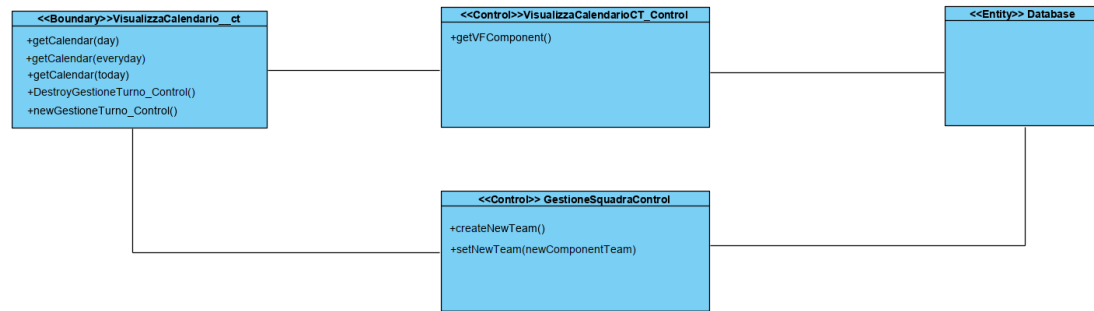 <<Boundary>>VisualizzaCalendario__ct
+getCalendar(day)
+getCalendar(everyday)
+getCalendar(today)
+DestroyGestioneTurno_Control()
+newGestioneTurno_Control()
<<Control>>VisualizzaCalendarioCT_Control
+getVFComponent()
<<Entity>> Database
<<Control>> GestioneSquadraControl
+createNewTeam()
+setNewTeam(newComponentTeam)